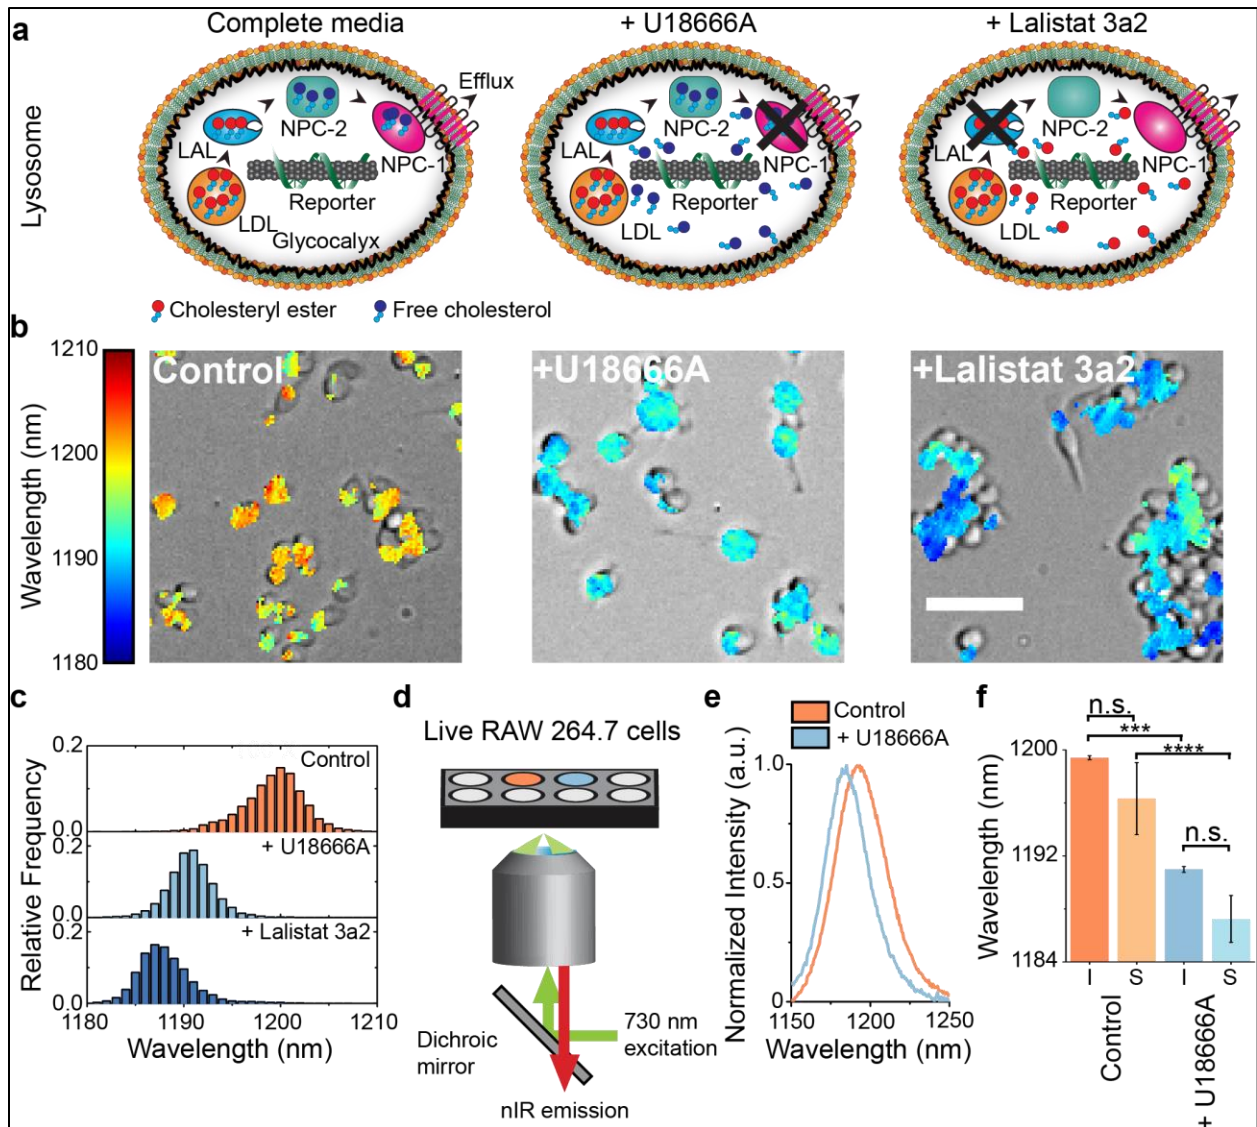 a
Complete media
+ U18666A
+ Lalistat 3a2
Lysosome
Efflux
NPC-2
LAL
NPC-1
Reporter
LDL
Glycocalyx
NPC-2
LAL
NPC-1
Reporter
LDL
NPC-2
LAL
NPC-1
Reporter
LDL
Cholesteryl ester
Free cholesterol
b
Wavelength (nm)
1210
1200
1190
1180
Control
+U18666A
+Lalistat 3a2
c
Relative Frequency
0.2
Control
0.0
0.2
+ U18666A
0.0
0.2
+ Lalistat 3a2
0.0
1180 1190 1200 1210
Wavelength (nm)
d
Live RAW 264.7 cells
Dichroic
mirror
730 nm
excitation
nIR emission
e
Control
+ U18666A
Normalized Intensity (a.u.)
1.0
0.5
0
1150 1200 1250
Wavelength (nm)
f
n.s.
***
****
n.s.
Wavelength (nm)
1200
1192
1184
I S I S
Control
+ U18666A